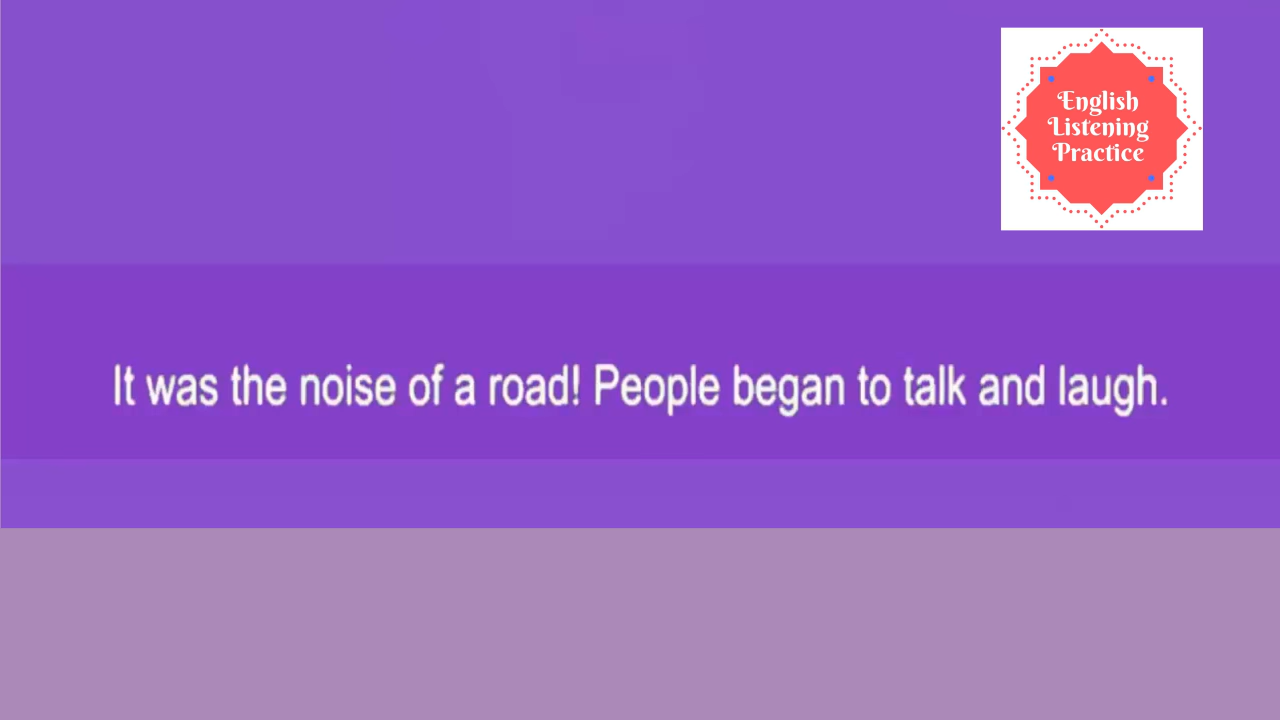 English
Listening
Practice
It was the noise of a road! People began to talk and laugh.